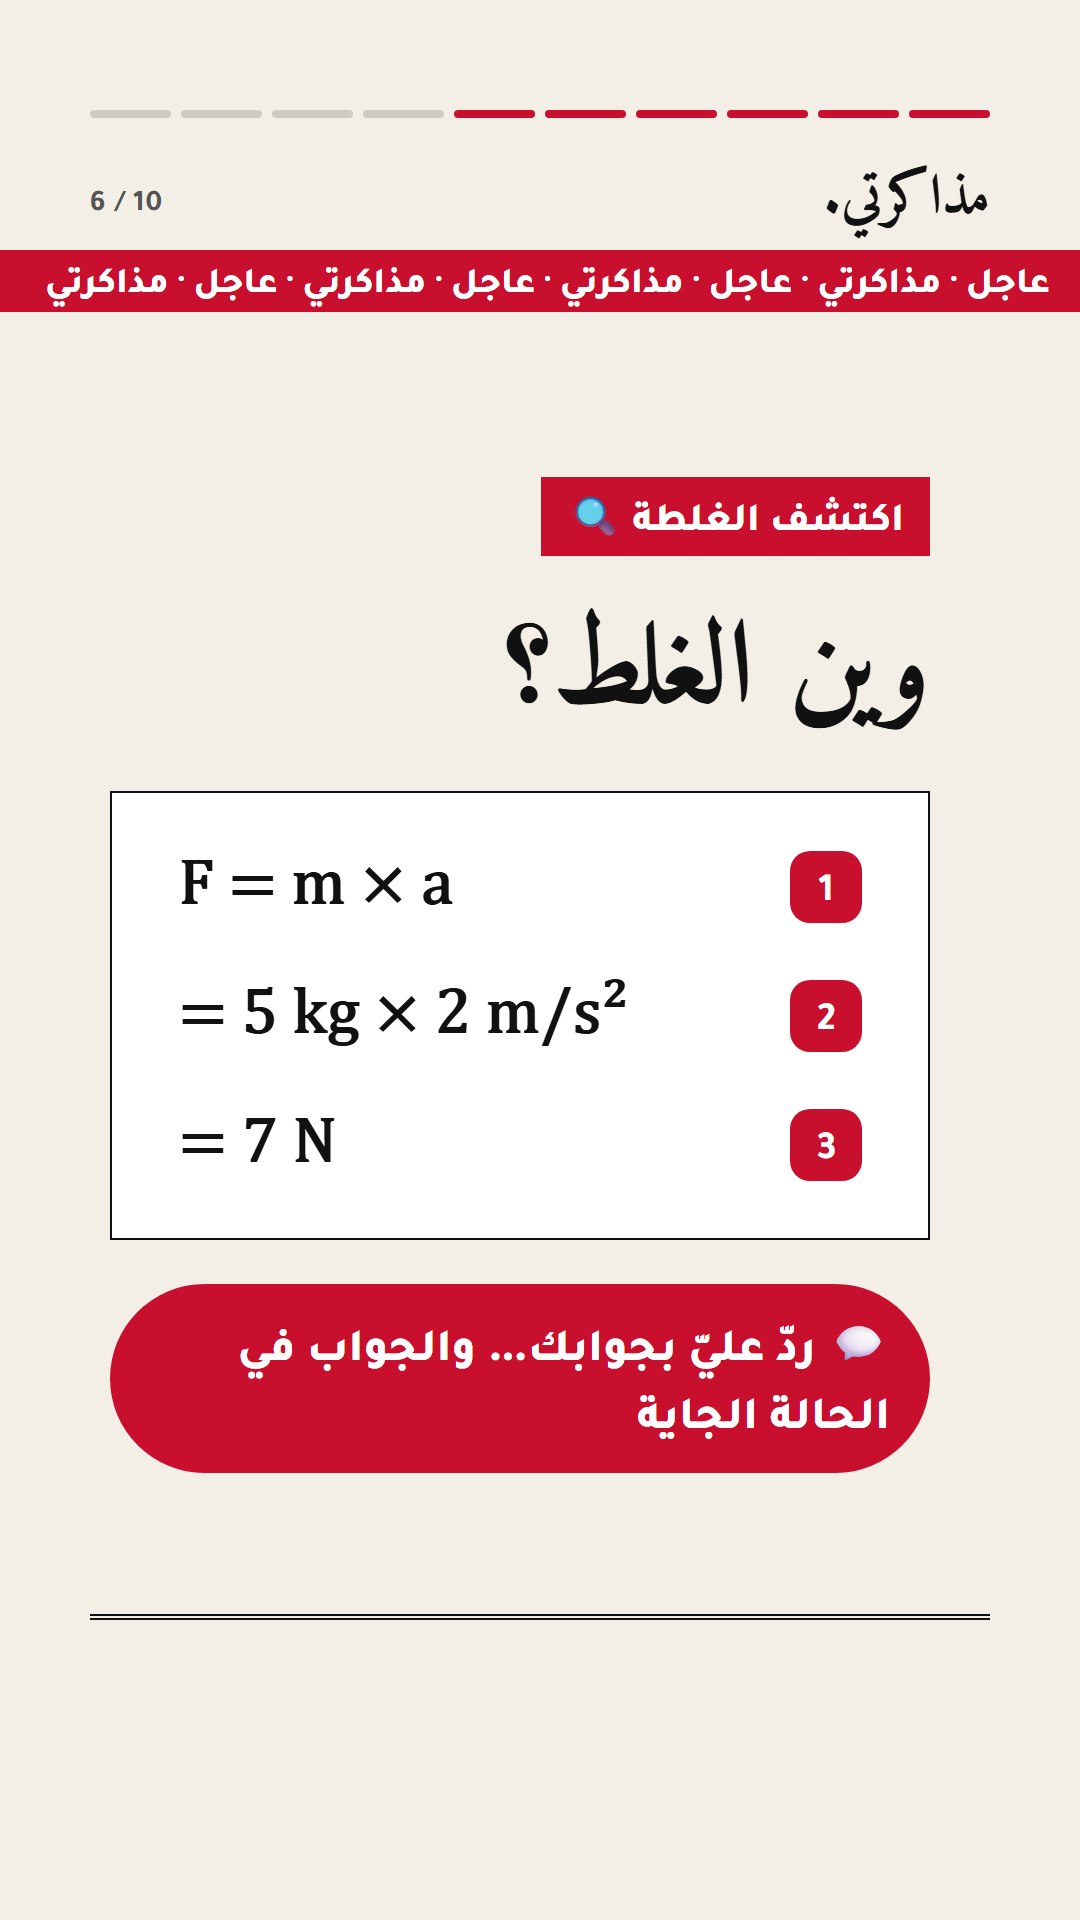 مذاكرتي.
6 / 10
عاجل · مذاكرتي · عاجل · مذاكرتي · عاجل · مذاكرتي · عاجل · مذاكرتي
اكتشف الغلطة 🔍
وين الغلط؟
1 F = m × a
2 = 5 kg × 2 m/s²
3 = 7 N
💬 ردّ عليّ بجوابك... والجواب في
الحالة الجاية